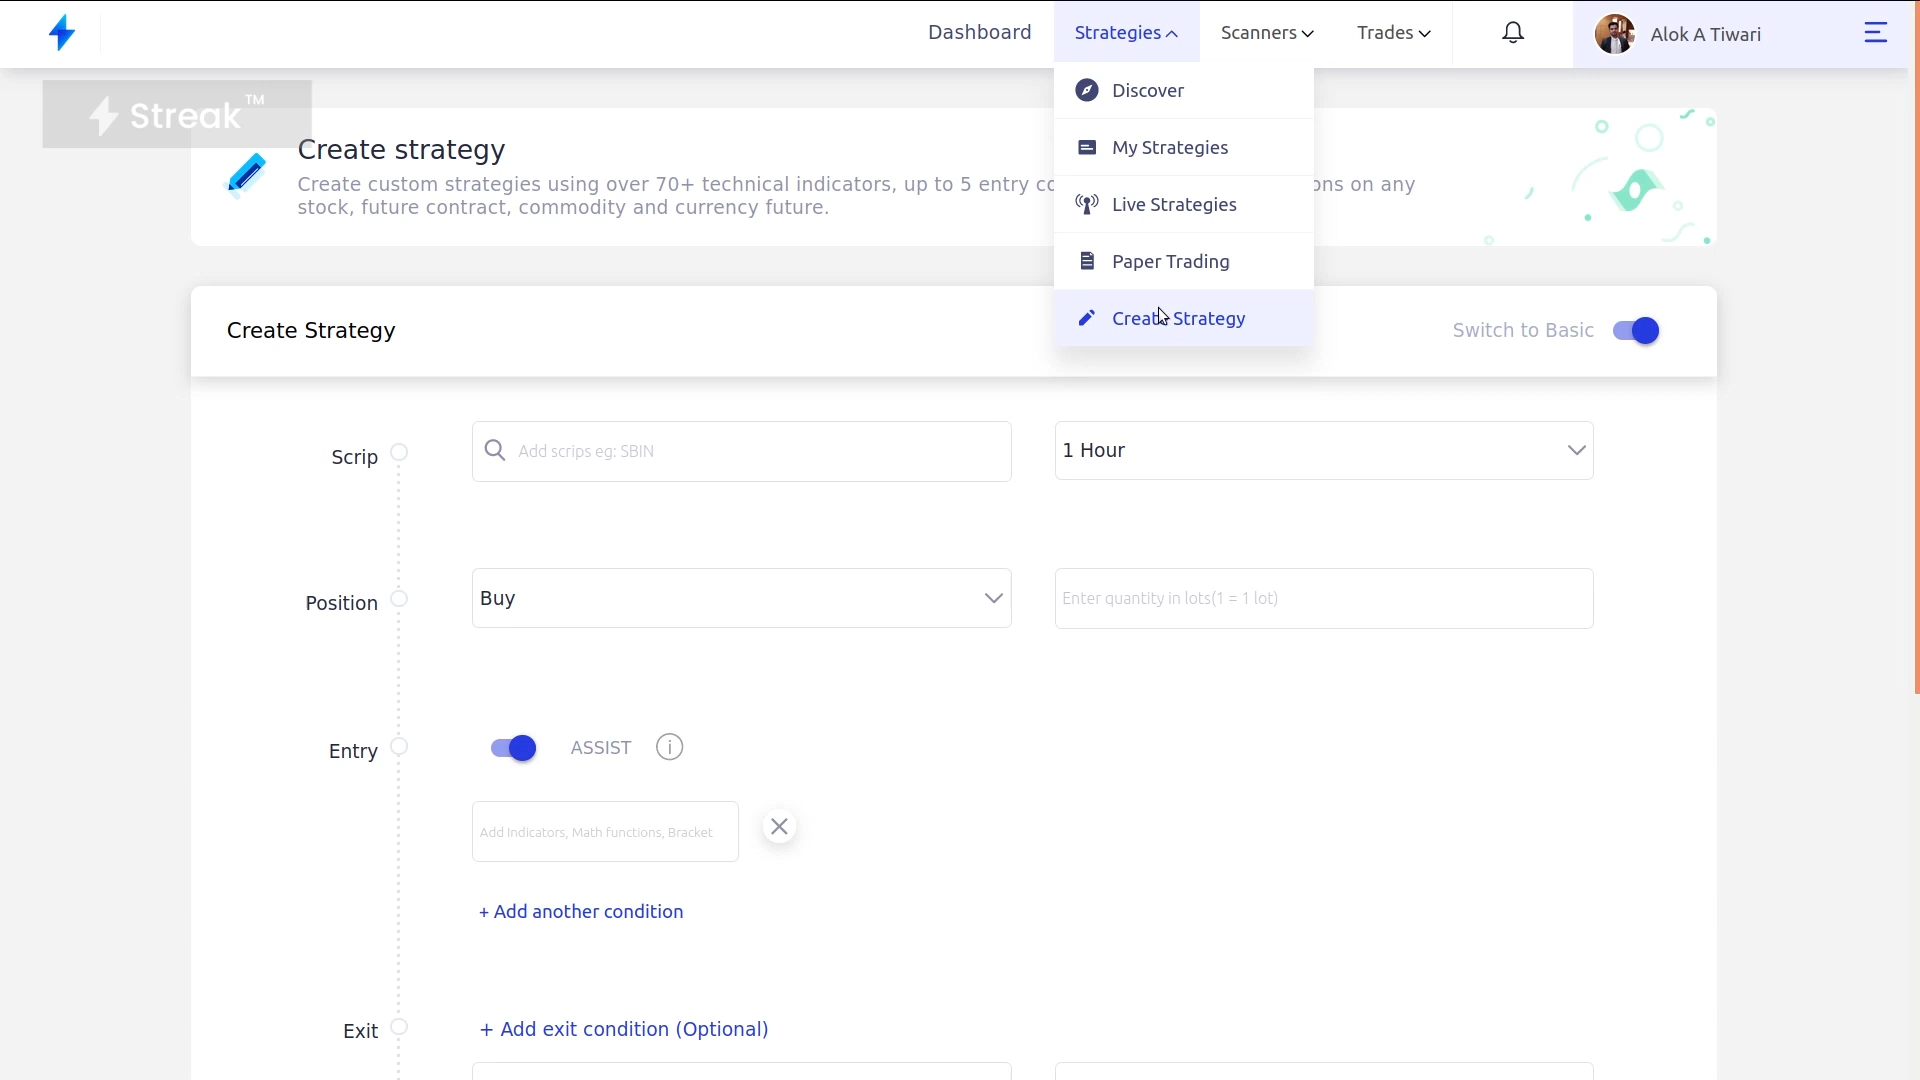 Dashboard
Strategies
Scanners
Trades
Alok A Tiwari
Discover
My Strategies
Live Strategies
Paper Trading
Create Strategy
Streak™
Create strategy
Create custom strategies using over 70+ technical indicators, up to 5 entry ons on any
stock, future contract, commodity and currency future.
Create Strategy
Switch to Basic
Scrip
Add scrips eg: SBIN
1 Hour
Position
Buy
Enter quantity in lots(1 = 1 lot)
Entry
ASSIST
Add Indicators, Math functions, Bracket
+ Add another condition
Exit
+ Add exit condition (Optional)